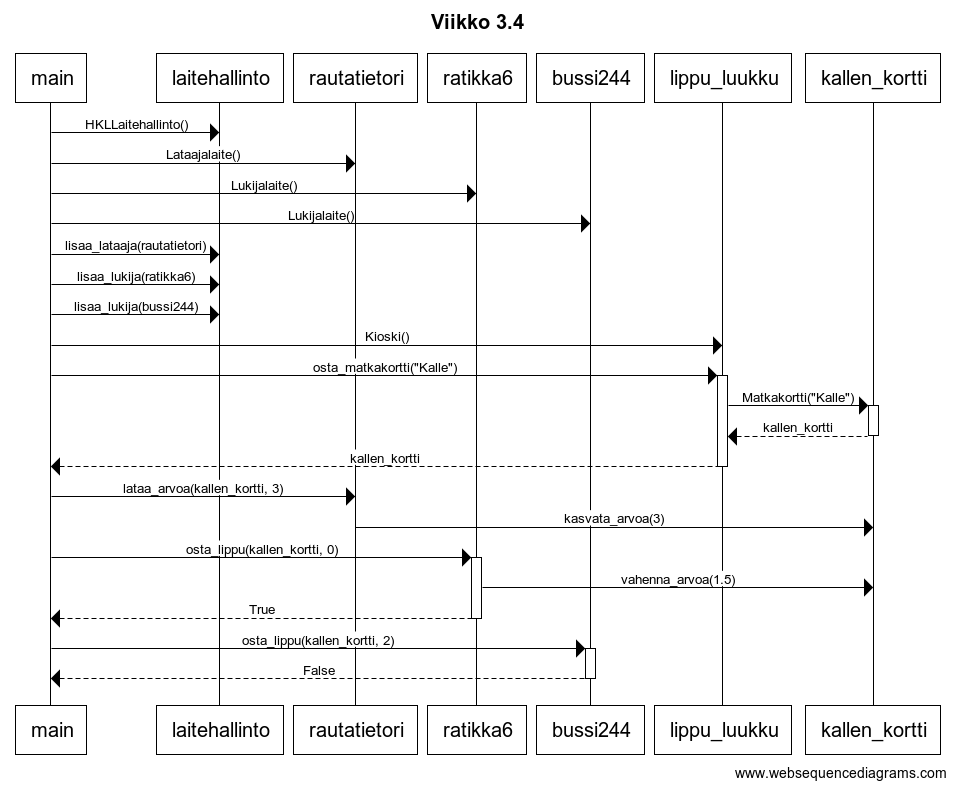 Viikko 3.4
main laitehallinto rautatietori ratikka6 bussi244 lippu_luukku kallen_kortti
HKLLaitehallinto()
Lataajalaite()
Lukijalaite()
Lukijalaite()
lisaa_lataaja(rautatietori)
lisaa_lukija(ratikka6)
lisaa_lukija(bussi244)
Kioski()
osta_matkakortti("Kalle")
Matkakortti("Kalle")
kallen_kortti
kallen_kortti
lataa_arvoa(kallen_kortti, 3)
kasvata_arvoa(3)
osta_lippu(kallen_kortti, 0)
vahenna_arvoa(1.5)
True
osta_lippu(kallen_kortti, 2)
False
main laitehallinto rautatietori ratikka6 bussi244 lippu_luukku kallen_kortti
www.websequencediagrams.com